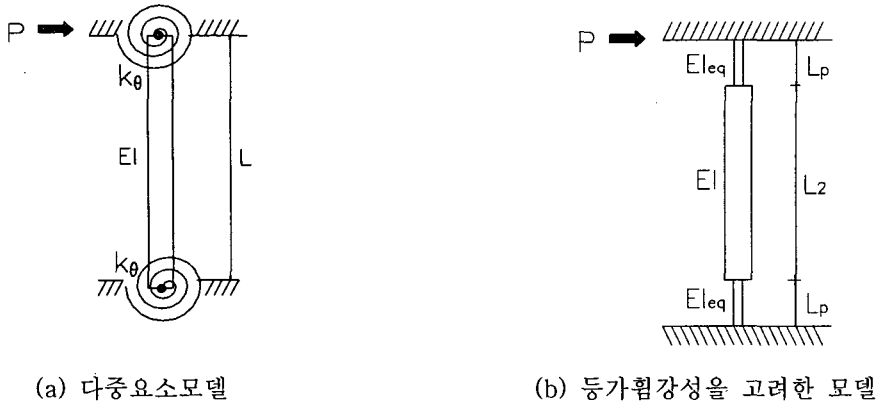 P
kθ
EI
L
kθ
(a) 다중요소모델
P
EIeq
Lp
EI
L2
EIeq
Lp
(b) 등가휨강성을 고려한 모델